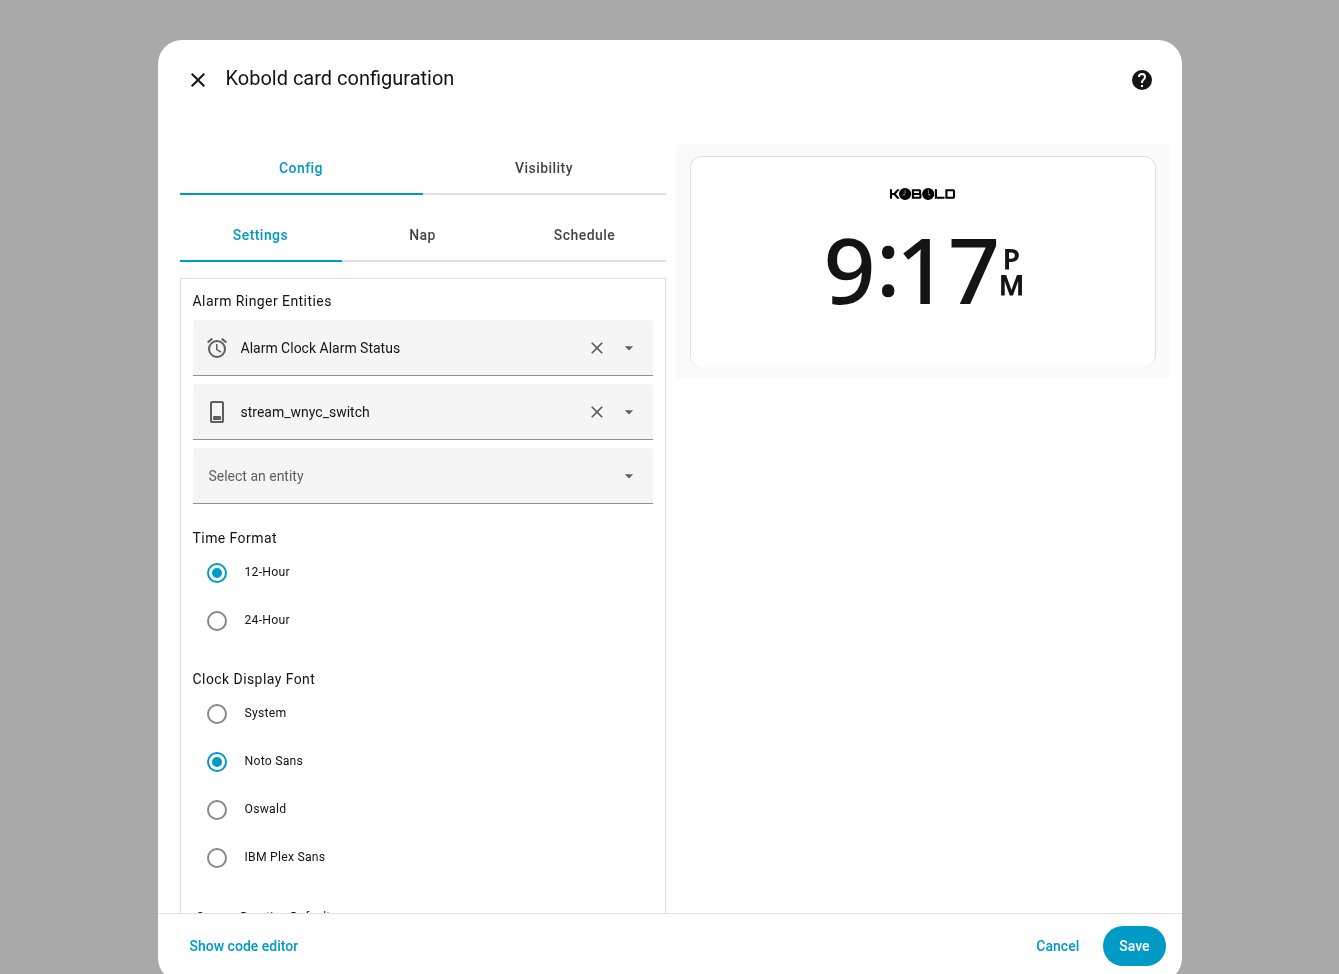 Kobold card configuration
Config
Visibility
Settings
Nap
Schedule
Alarm Ringer Entities
Alarm Clock Alarm Status
stream_wnyc_switch
Select an entity
Time Format
12-Hour
24-Hour
Clock Display Font
System
Noto Sans
Oswald
IBM Plex Sans
KOBOLD
9:17 PM
Show code editor
Cancel
Save